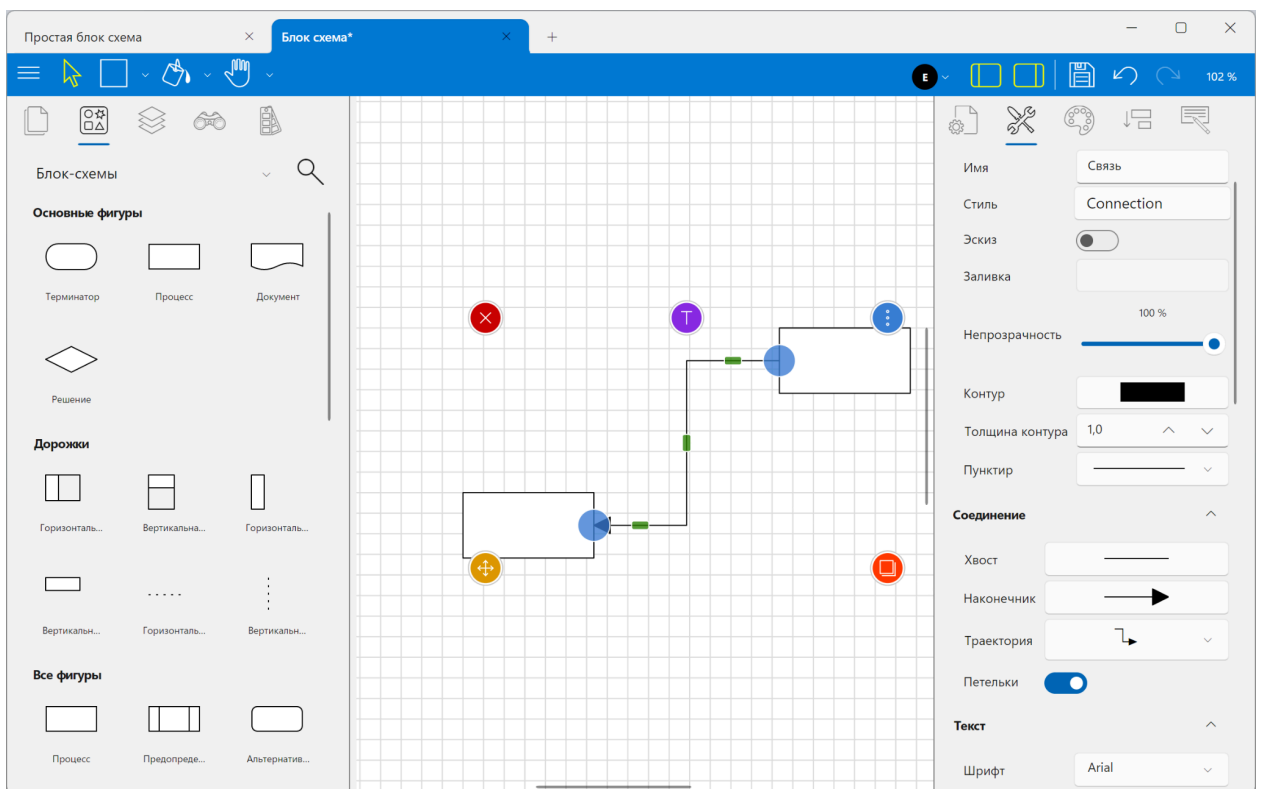 Простая блок схема
Блок схема*
E
102 %
Блок-схемы
Основные фигуры
Терминатор Процесс Документ
Решение
Дорожки
Горизонталь... Вертикальна... Горизонталь...
Вертикальн... Горизонталь... Вертикальн...
Все фигуры
Процесс Предопреде... Альтернатив...
T
Имя Связь
Стиль Connection
Эскиз
Заливка
100 %
Непрозрачность
Контур
Толщина контура 1,0
Пунктир
Соединение
Хвост
Наконечник
Траектория
Петельки
Текст
Шрифт Arial